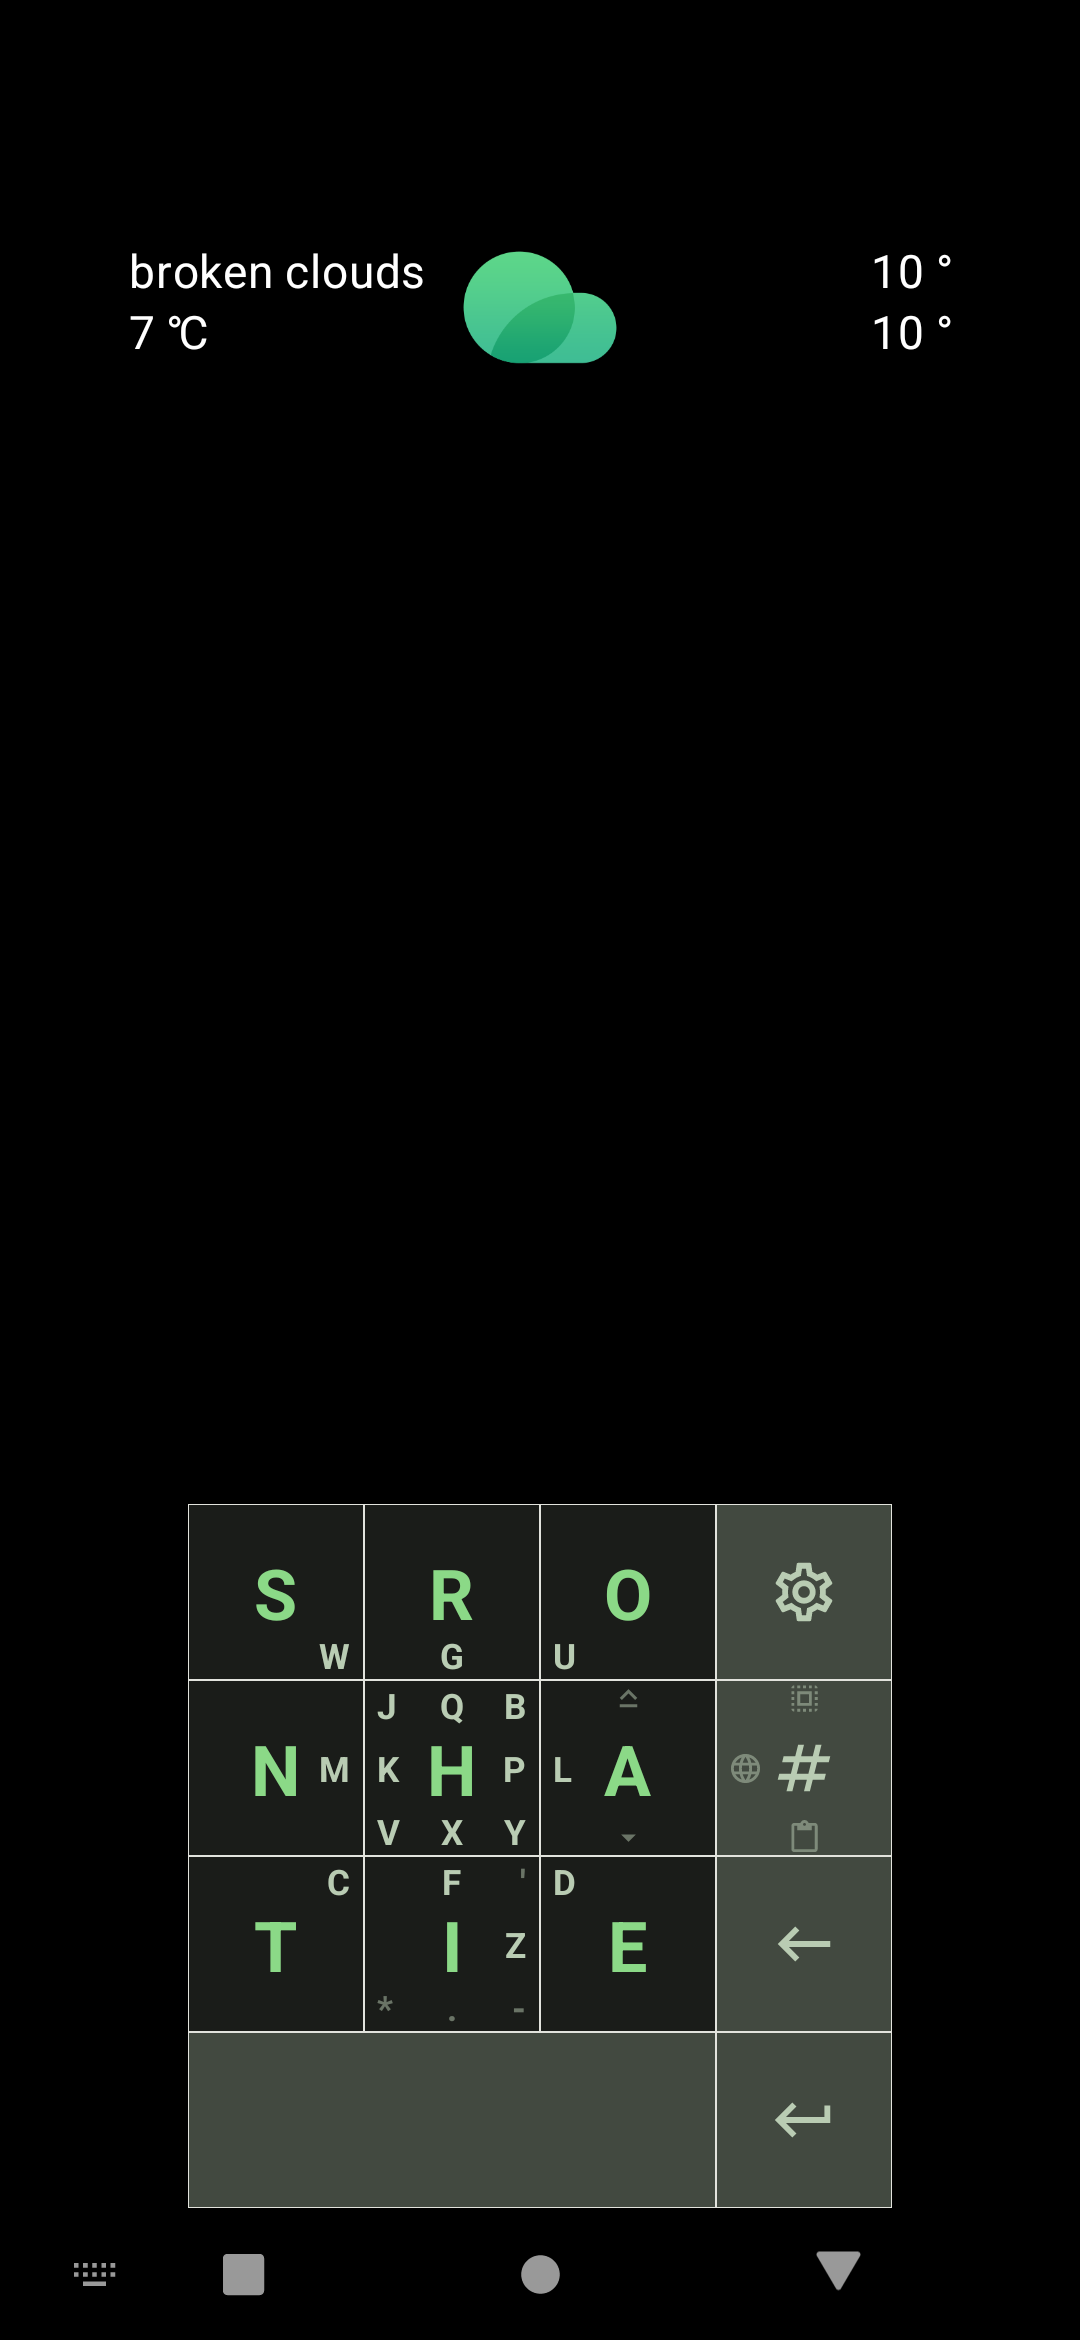 broken clouds 10 °
7 °C 10 °
S R O
W G U
J Q B
N M K H P L A #
V X Y
C F ' D
T I Z E
* . -